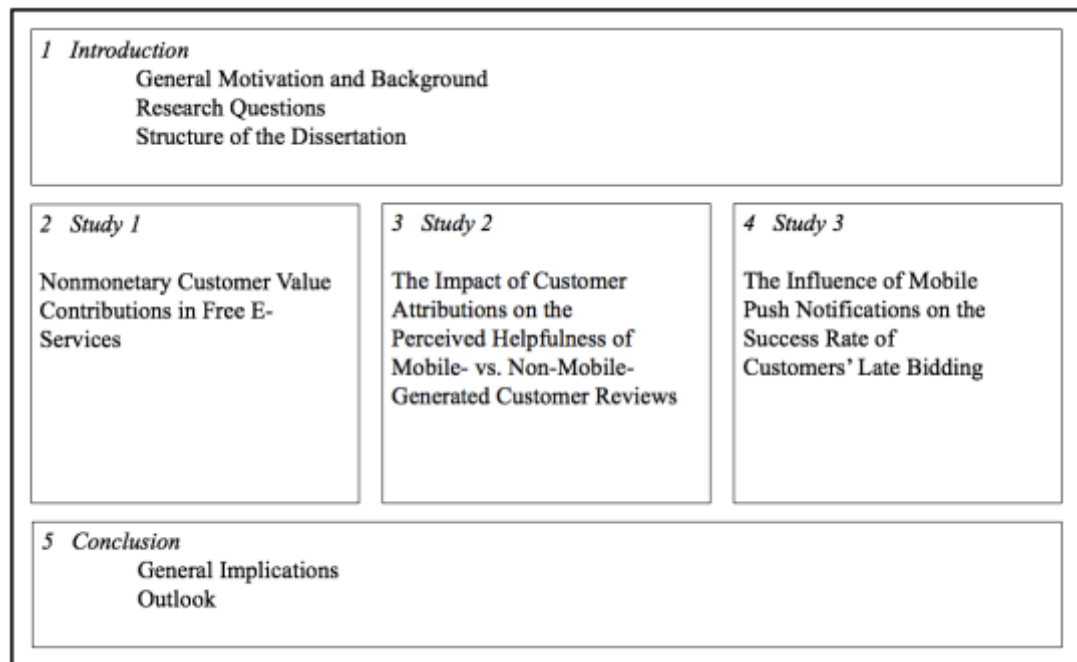 1 Introduction
General Motivation and Background
Research Questions
Structure of the Dissertation
2 Study 1
Nonmonetary Customer Value
Contributions in Free E-
Services
3 Study 2
The Impact of Customer
Attributions on the
Perceived Helpfulness of
Mobile- vs. Non-Mobile-
Generated Customer Reviews
4 Study 3
The Influence of Mobile
Push Notifications on the
Success Rate of
Customers’ Late Bidding
5 Conclusion
General Implications
Outlook